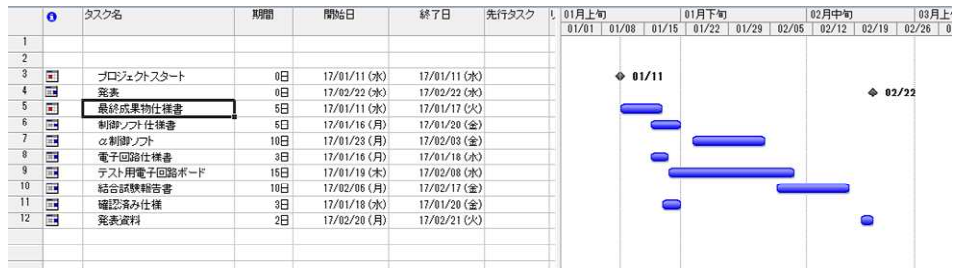 タスク名 期間 開始日 終了日 先行タスク 01月上旬 01月下旬 02月中旬 03月上
01/01 01/08 01/15 01/22 01/29 02/05 02/12 02/19 02/26 0
1
2
3 プロジェクトスタート 0日 17/01/11 (水) 17/01/11 (水) 01/11
4 発表 0日 17/02/22 (水) 17/02/22 (水) 02/22
5 最終成果物仕様書 5日 17/01/11 (水) 17/01/17 (火)
6 制御ソフト仕様書 5日 17/01/16 (月) 17/01/20 (金)
7 α制御ソフト 10日 17/01/23 (月) 17/02/03 (金)
8 電子回路仕様書 3日 17/01/16 (月) 17/01/18 (水)
9 テスト用電子回路ボード 15日 17/01/19 (木) 17/02/08 (水)
10 結合試験報告書 10日 17/02/06 (月) 17/02/17 (金)
11 確認済み仕様 3日 17/01/18 (水) 17/01/20 (金)
12 発表資料 2日 17/02/20 (月) 17/02/21 (火)